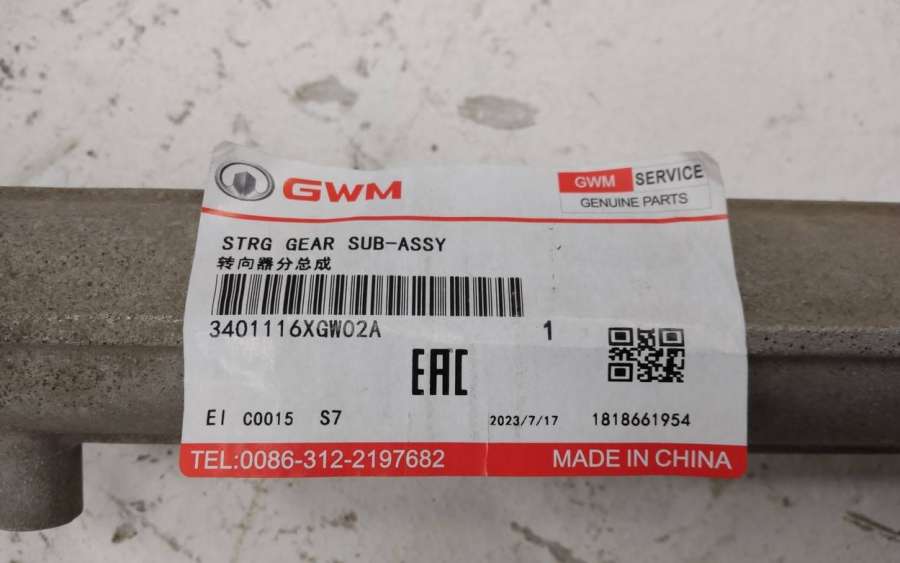 GWM
GWM SERVICE
GENUINE PARTS
STRG GEAR SUB-ASSY
转向器分总成
3401116XGW02A 1
EAC
EI C0015 S7 2023/7/17 1818661954
TEL:0086-312-2197682 MADE IN CHINA